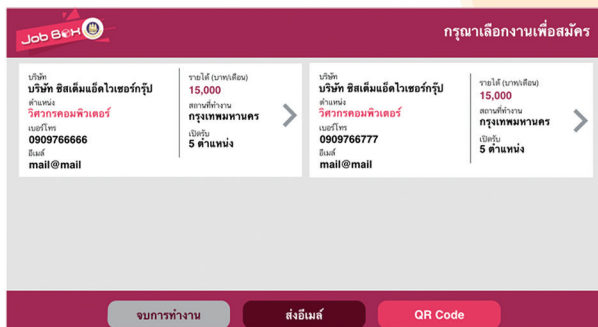 Job Box
กรุณาเลือกงานเพื่อสมัคร
บริษัท
บริษัท ซิสเต็มแอ็ดไวเซอร์กรุ๊ป
ตำแหน่ง
วิศวกรคอมพิวเตอร์
เบอร์โทร
0909766666
อีเมล์
mail@mail
รายได้ (บาท/เดือน)
15,000
สถานที่ทำงาน
กรุงเทพมหานคร
เปิดรับ
5 ตำแหน่ง
บริษัท
บริษัท ซิสเต็มแอ็ดไวเซอร์กรุ๊ป
ตำแหน่ง
วิศวกรคอมพิวเตอร์
เบอร์โทร
0909766777
อีเมล์
mail@mail
รายได้ (บาท/เดือน)
15,000
สถานที่ทำงาน
กรุงเทพมหานคร
เปิดรับ
5 ตำแหน่ง
จบการทำงาน
ส่งอีเมล์
QR Code